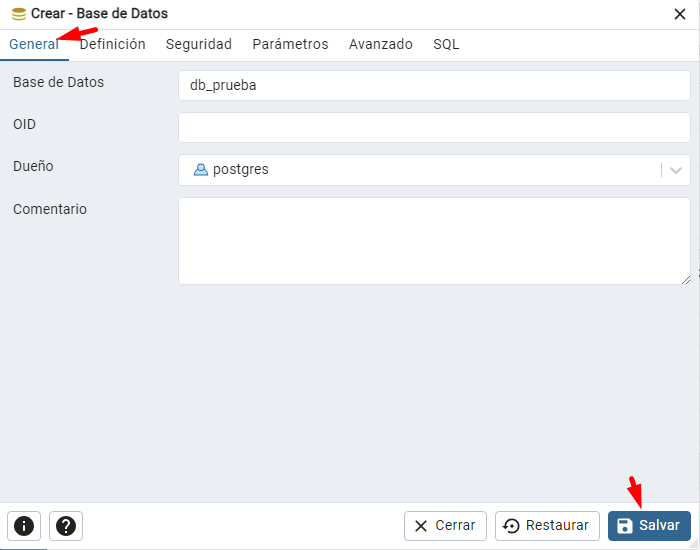 Crear - Base de Datos
General Definición Seguridad Parámetros Avanzado SQL
Base de Datos db_prueba
OID
Dueño postgres
Comentario
Cerrar Restaurar Salvar